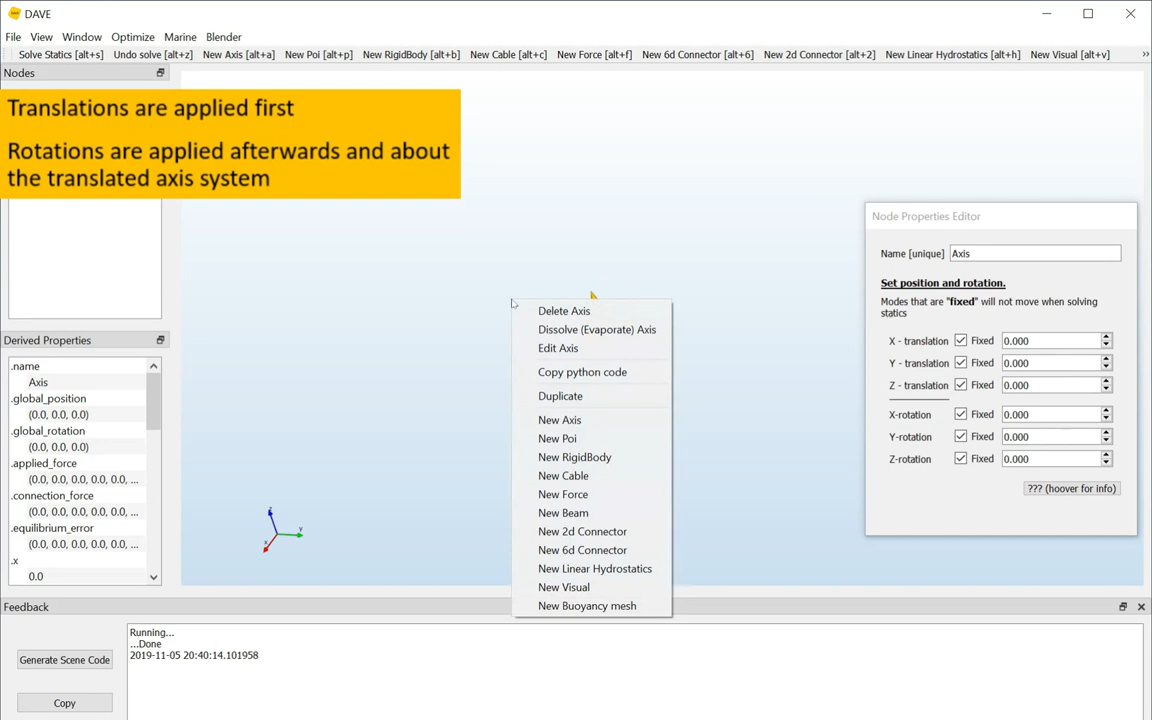 DAVE
File View Window Optimize Marine Blender
Solve Statics [alt+s] Undo solve [alt+z] New Axis [alt+a] New Poi [alt+p] New RigidBody [alt+b] New Cable [alt+c] New Force [alt+f] New 6d Connector [alt+6] New 2d Connector [alt+2] New Linear Hydrostatics [alt+h] New Visual [alt+v] »
Nodes
Translations are applied first
Rotations are applied afterwards and about
the translated axis system
Derived Properties
.name
Axis
.global_position
(0.0, 0.0, 0.0)
.global_rotation
(0.0, 0.0, 0.0)
.applied_force
(0.0, 0.0, 0.0, 0.0, ...
.connection_force
(0.0, 0.0, 0.0, 0.0, ...
.equilibrium_error
(0.0, 0.0, 0.0, 0.0, ...
.x
0.0
z
y
x
Delete Axis
Dissolve (Evaporate) Axis
Edit Axis
Copy python code
Duplicate
New Axis
New Poi
New RigidBody
New Cable
New Force
New Beam
New 2d Connector
New 6d Connector
New Linear Hydrostatics
New Visual
New Buoyancy mesh
Node Properties Editor
Name [unique] Axis
Set position and rotation.
Modes that are "fixed" will not move when solving
statics
X - translation Fixed 0.000
Y - translation Fixed 0.000
Z - translation Fixed 0.000
X-rotation Fixed 0.000
Y-rotation Fixed 0.000
Z-rotation Fixed 0.000
??? (hoover for info)
Feedback
Generate Scene Code
Copy
Running...
...Done
2019-11-05 20:40:14.101958